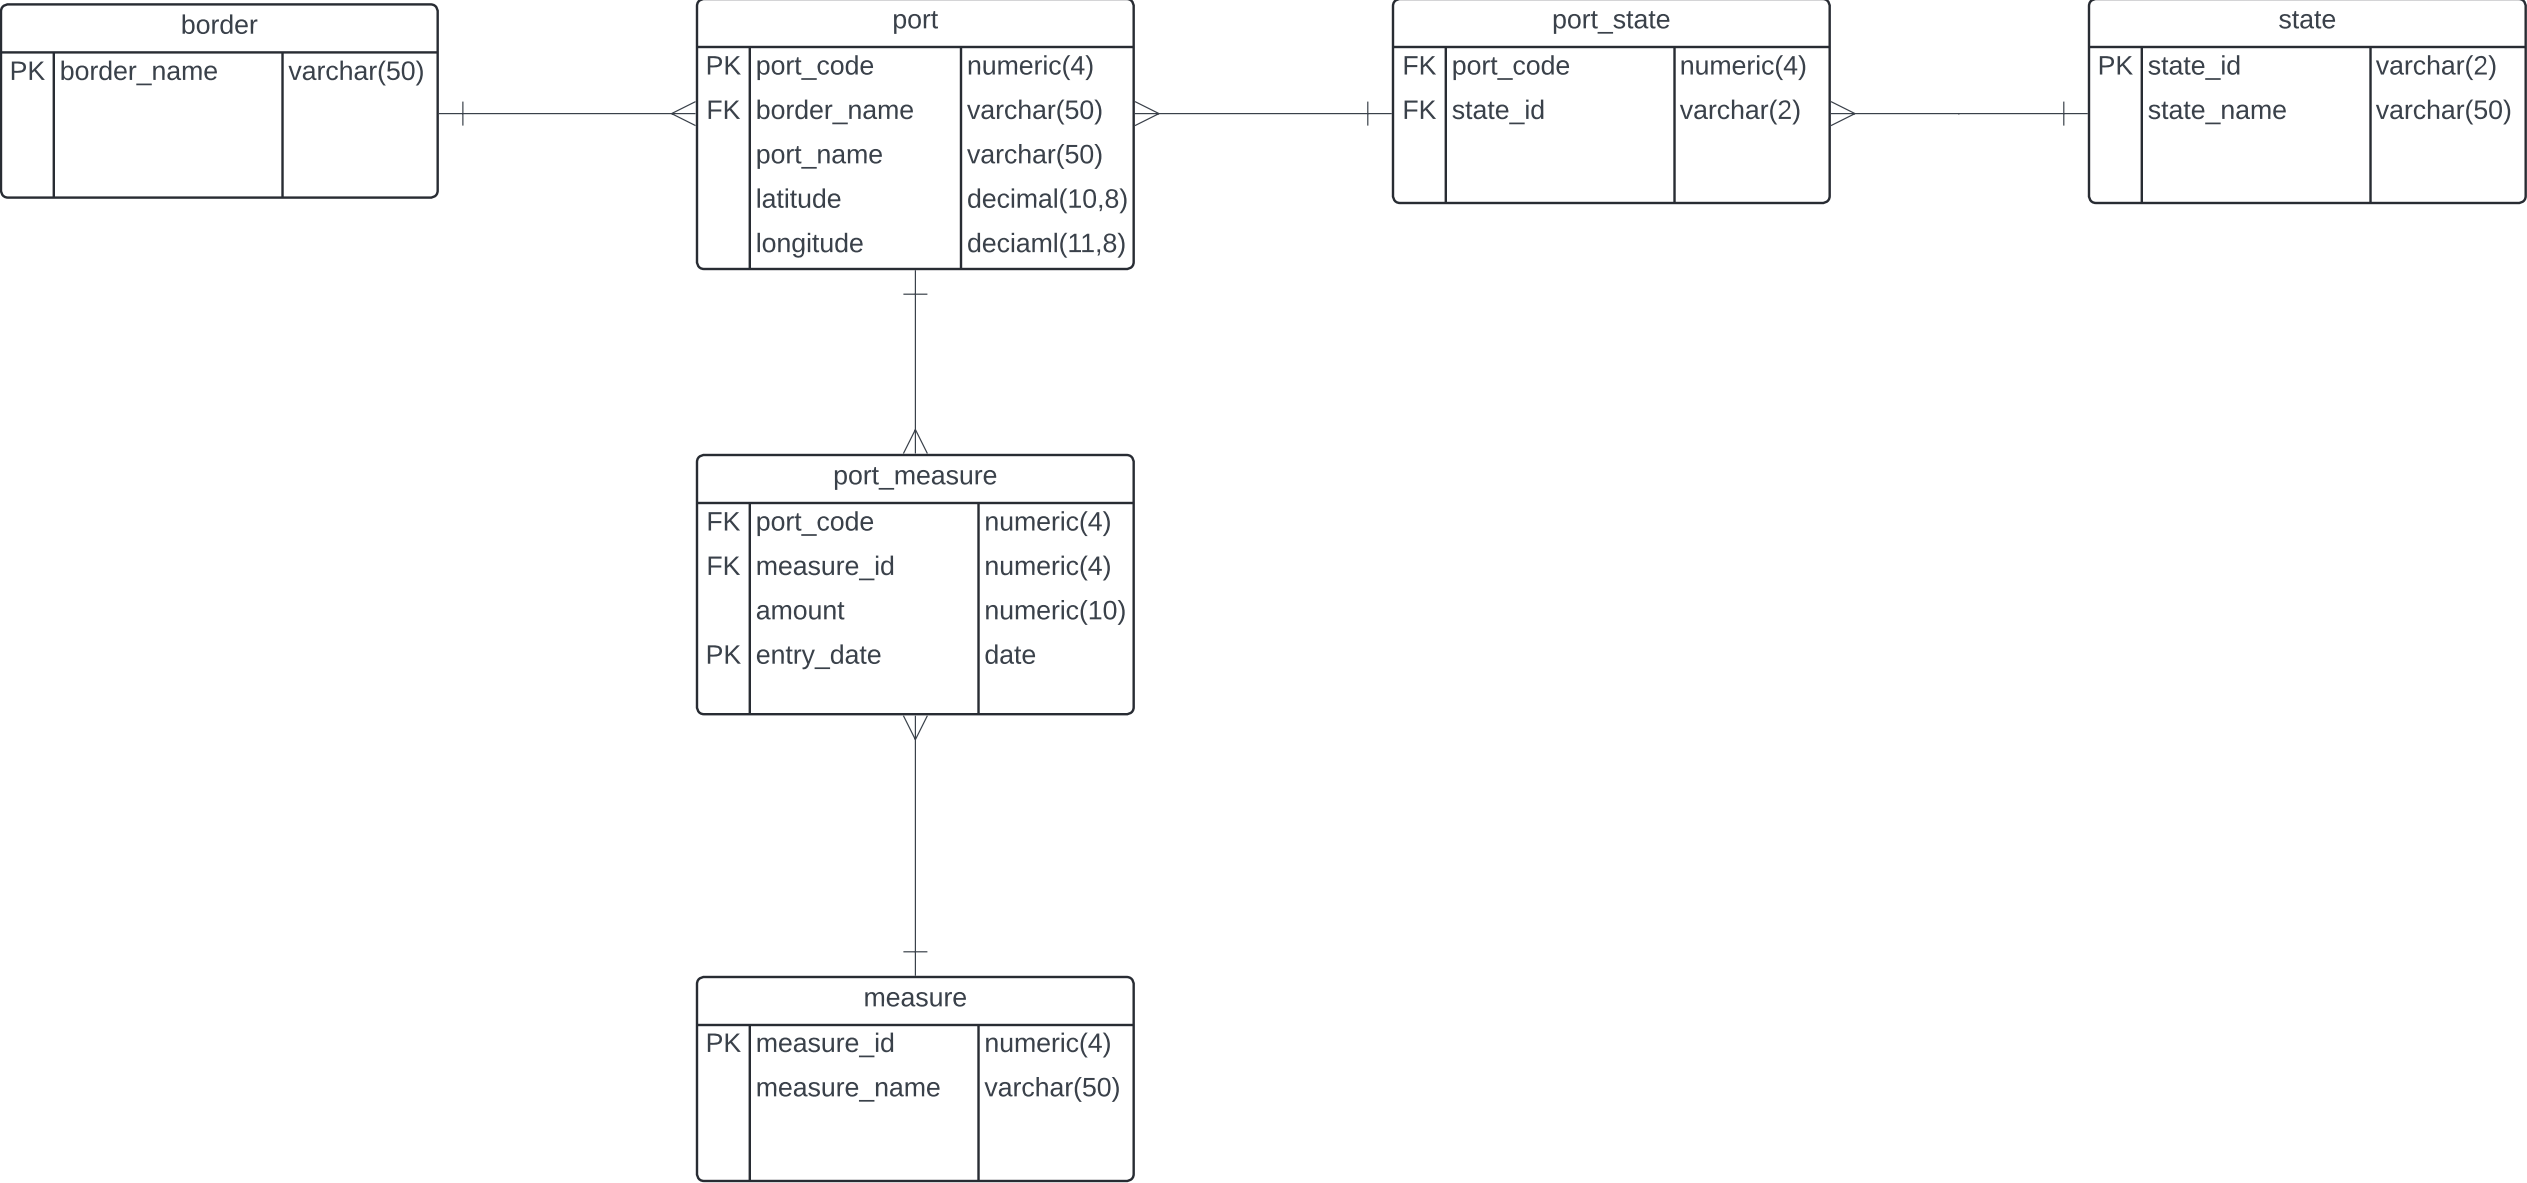 border
PK border_name varchar(50)
port
PK port_code numeric(4)
FK border_name varchar(50)
port_name varchar(50)
latitude decimal(10,8)
longitude deciaml(11,8)
port_state
FK port_code numeric(4)
FK state_id varchar(2)
state
PK state_id varchar(2)
state_name varchar(50)
port_measure
FK port_code numeric(4)
FK measure_id numeric(4)
amount numeric(10)
PK entry_date date
measure
PK measure_id numeric(4)
measure_name varchar(50)